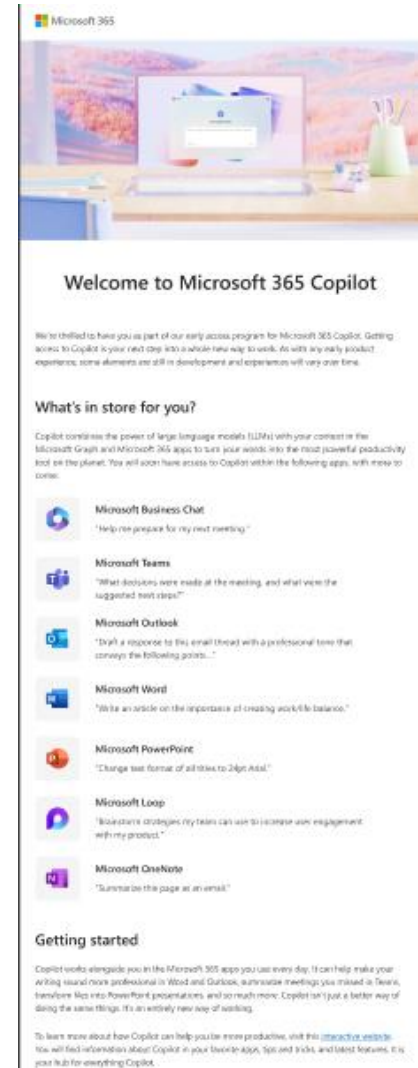 Microsoft 365
Welcome to Microsoft 365 Copilot
We're thrilled to have you as part of our early access program for Microsoft 365 Copilot. Getting
access to Copilot is your next step into a whole new way to work. As with any early product
experience, some elements are still in development and experiences will vary over time.
What's in store for you?
Copilot combines the power of large language models (LLMs) with your content in the
Microsoft Graph and Microsoft 365 apps to turn your words into the most powerful productivity
tool on the planet. You will soon have access to Copilot within the following apps, with more to
come:
Microsoft Business Chat
"Help me prepare for my next meeting."
Microsoft Teams
"What decisions were made at the meeting, and what were the
suggested next steps?"
Microsoft Outlook
"Draft a response to this email thread with a professional tone that
conveys the following points..."
Microsoft Word
"Write an article on the importance of creating work/life balance."
Microsoft PowerPoint
"Change text format of all titles to 24pt Arial."
Microsoft Loop
"Brainstorm strategies my team can use to increase user engagement
with my product."
Microsoft OneNote
"Summarize this page as an email."
Getting started
Copilot works alongside you in the Microsoft 365 apps you use every day. It can help make your
writing sound more professional in Word and Outlook, summarize meetings you missed in Teams,
transform files into PowerPoint presentations, and so much more. Copilot isn't just a better way of
doing the same things. It's an entirely new way of working.
To learn more about how Copilot can help you be more productive, visit this interactive website.
You will find information about Copilot in your favorite apps, tips and tricks, and latest features. It is
your hub for everything Copilot.